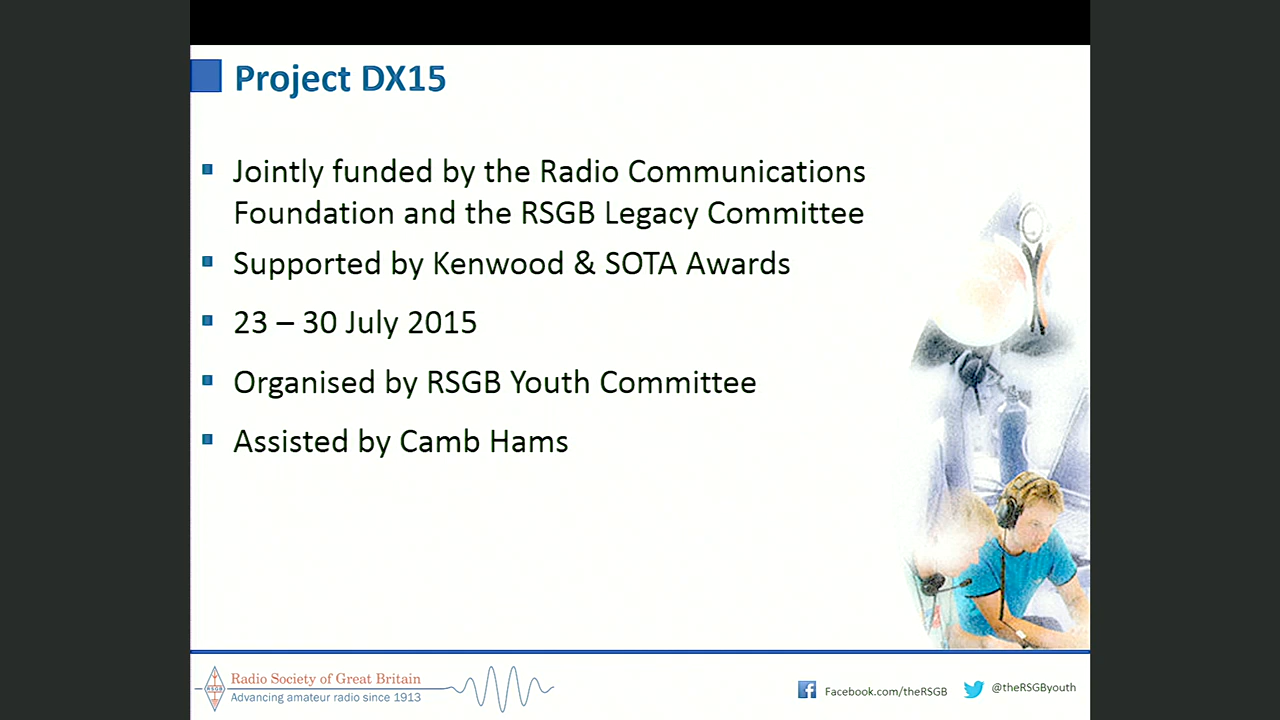 Project DX15
Jointly funded by the Radio Communications
Foundation and the RSGB Legacy Committee
Supported by Kenwood & SOTA Awards
23 – 30 July 2015
Organised by RSGB Youth Committee
Assisted by Camb Hams
RSGB
Radio Society of Great Britain
Advancing amateur radio since 1913
Facebook.com/theRSGB
@theRSGByouth